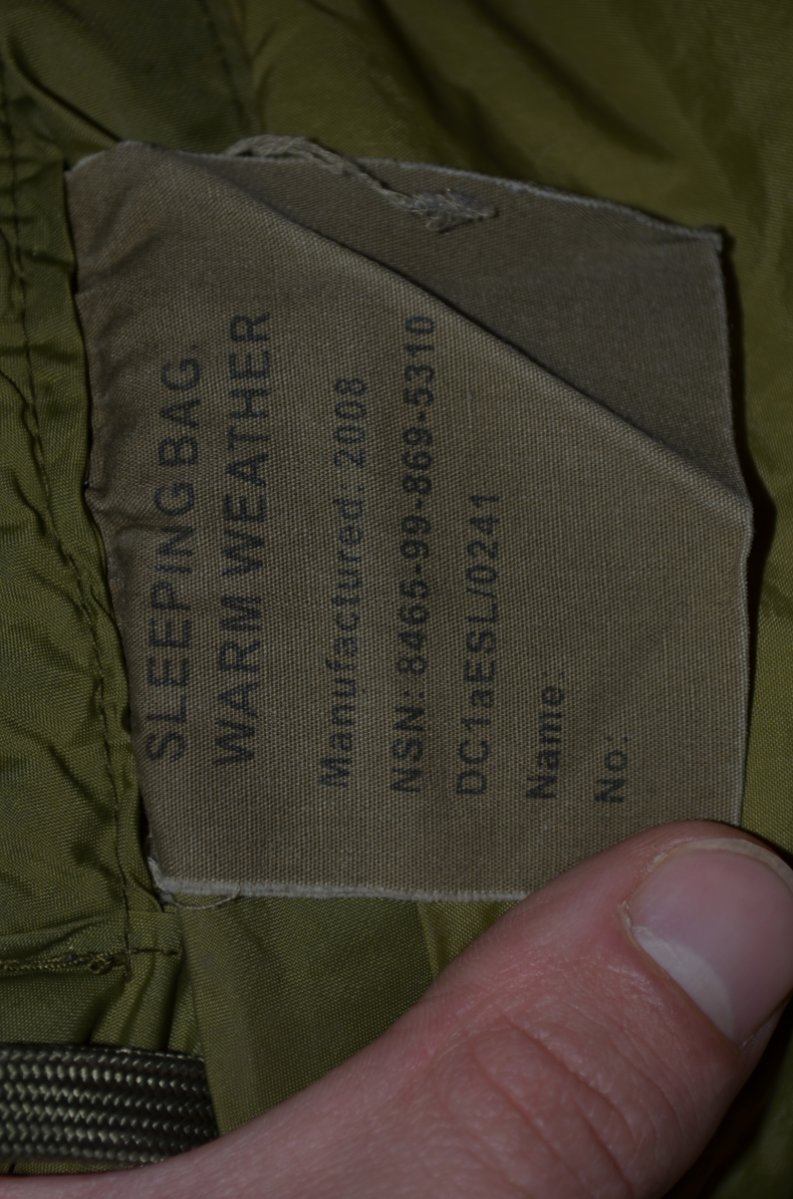 SLEEPING BAG.
WARM WEATHER
Manufactured.: 2008
NSN: 8465-99-869-5310
DC1aESL/0241
Name:
No: